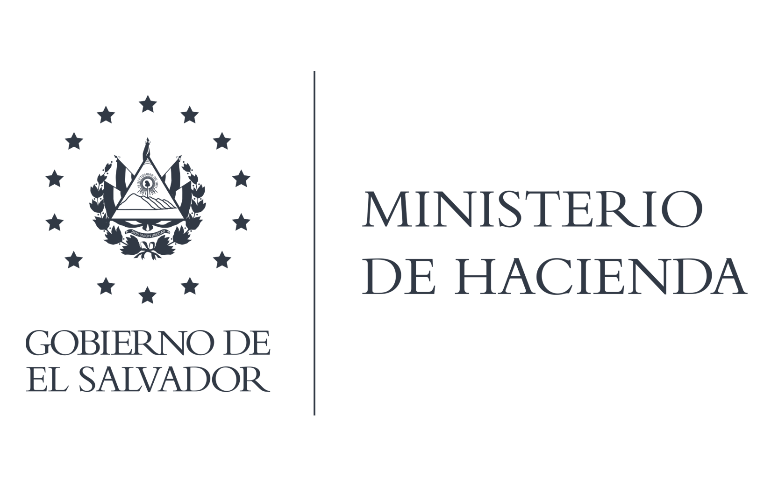 GOBIERNO DE
EL SALVADOR
MINISTERIO
DE HACIENDA